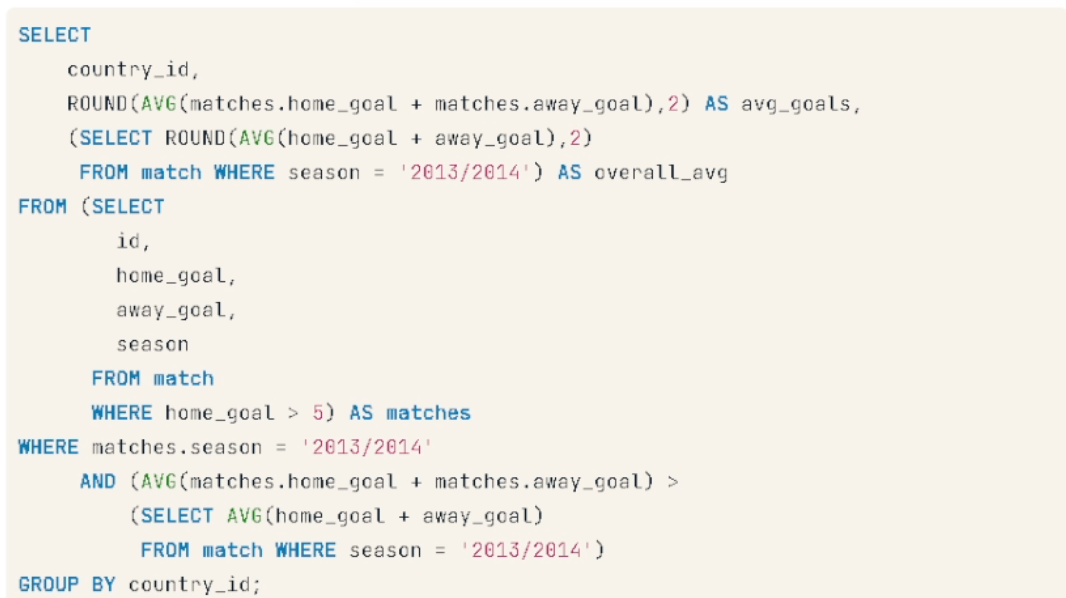 SELECT
    country_id,
    ROUND(AVG(matches.home_goal + matches.away_goal),2) AS avg_goals,
    (SELECT ROUND(AVG(home_goal + away_goal),2)
     FROM match WHERE season = '2013/2014') AS overall_avg
FROM (SELECT
        id,
        home_goal,
        away_goal,
        season
      FROM match
      WHERE home_goal > 5) AS matches
WHERE matches.season = '2013/2014'
     AND (AVG(matches.home_goal + matches.away_goal) >
         (SELECT AVG(home_goal + away_goal)
          FROM match WHERE season = '2013/2014')
GROUP BY country_id;